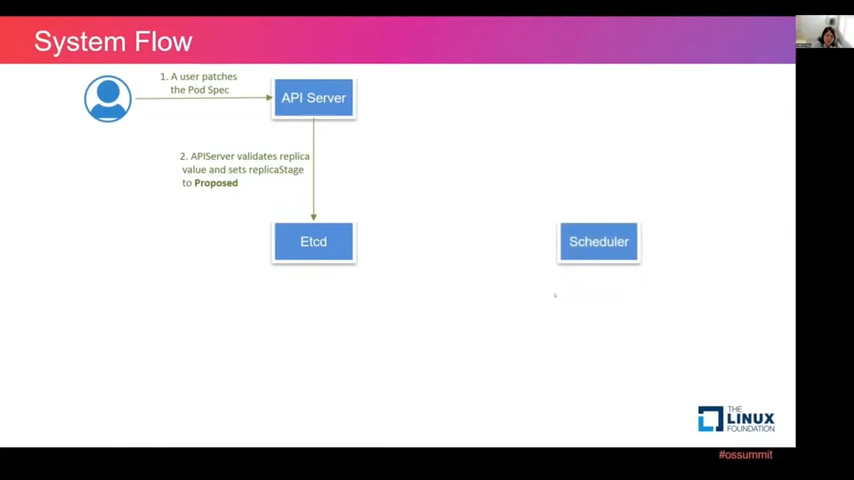 System Flow
1. A user patches
the Pod Spec
API Server
2. APIServer validates replica
value and sets replicaStage
to Proposed
Etcd
Scheduler
THE
LINUX
FOUNDATION
#ossummit